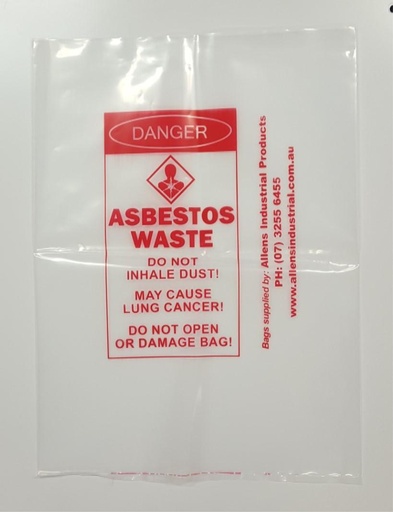 DANGER
ASBESTOS
WASTE
DO NOT
INHALE DUST!
MAY CAUSE
LUNG CANCER!
DO NOT OPEN
OR DAMAGE BAG!
Bags supplied by: Allens Industrial Products
PH: (07) 3255 6455
www.allensindustrial.com.au